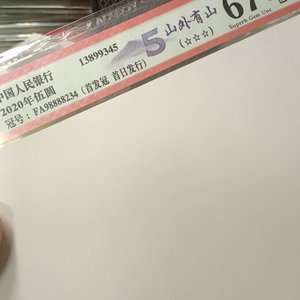 中国人民银行
2020年伍圆
冠号：FA98888234（首发冠 首日发行）
13899345
5
山外有山
(☆☆☆)
67
Superb Gem Unc